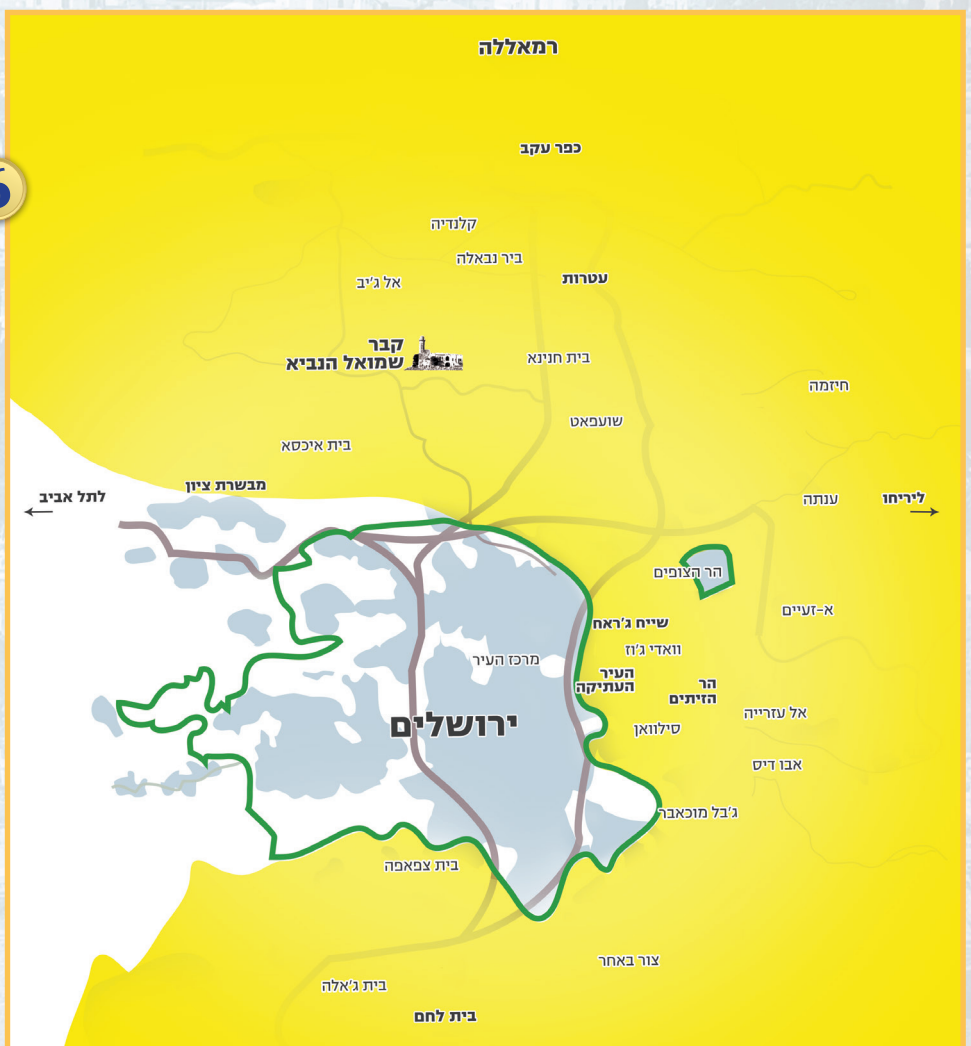 רמאללה
כפר עקב
קלנדיה
ביר נבאלה
אל ג'יב
עטרות
קבר
שמואל הנביא
בית חנינא
חיזמה
שועפאט
בית איכסא
מבשרת ציון
לתל אביב
ענתה
ליריחו
הר הצופים
א-זעיים
שייח ג'ראח
וואדי ג'וז
מרכז העיר
העיר
העתיקה
הר
הזיתים
ירושלים
אל עזרייה
סילוואן
אבו דיס
ג'בל מוכאבר
בית צפאפה
צור באחר
בית ג'אלה
בית לחם